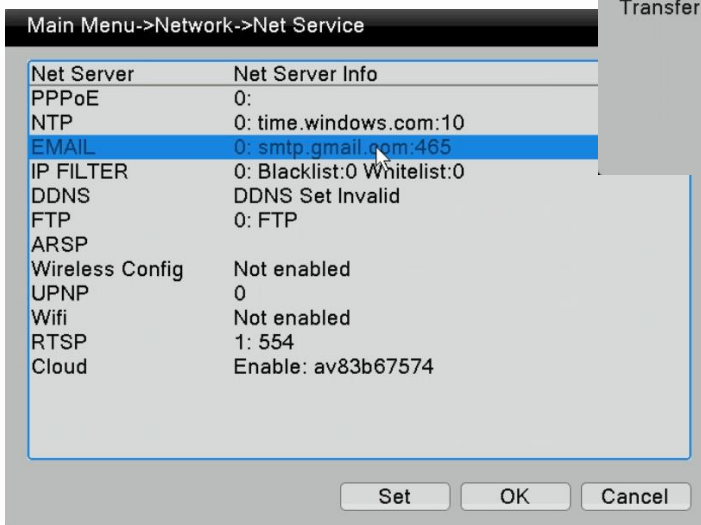 Transfer
Main Menu->Network->Net Service
Net Server Net Server Info
PPPoE 0:
NTP 0: time.windows.com:10
EMAIL 0: smtp.gmail.com:465
IP FILTER 0: Blacklist:0 Whitelist:0
DDNS DDNS Set Invalid
FTP 0: FTP
ARSP
Wireless Config Not enabled
UPNP 0
Wifi Not enabled
RTSP 1: 554
Cloud Enable: av83b67574
Set OK Cancel